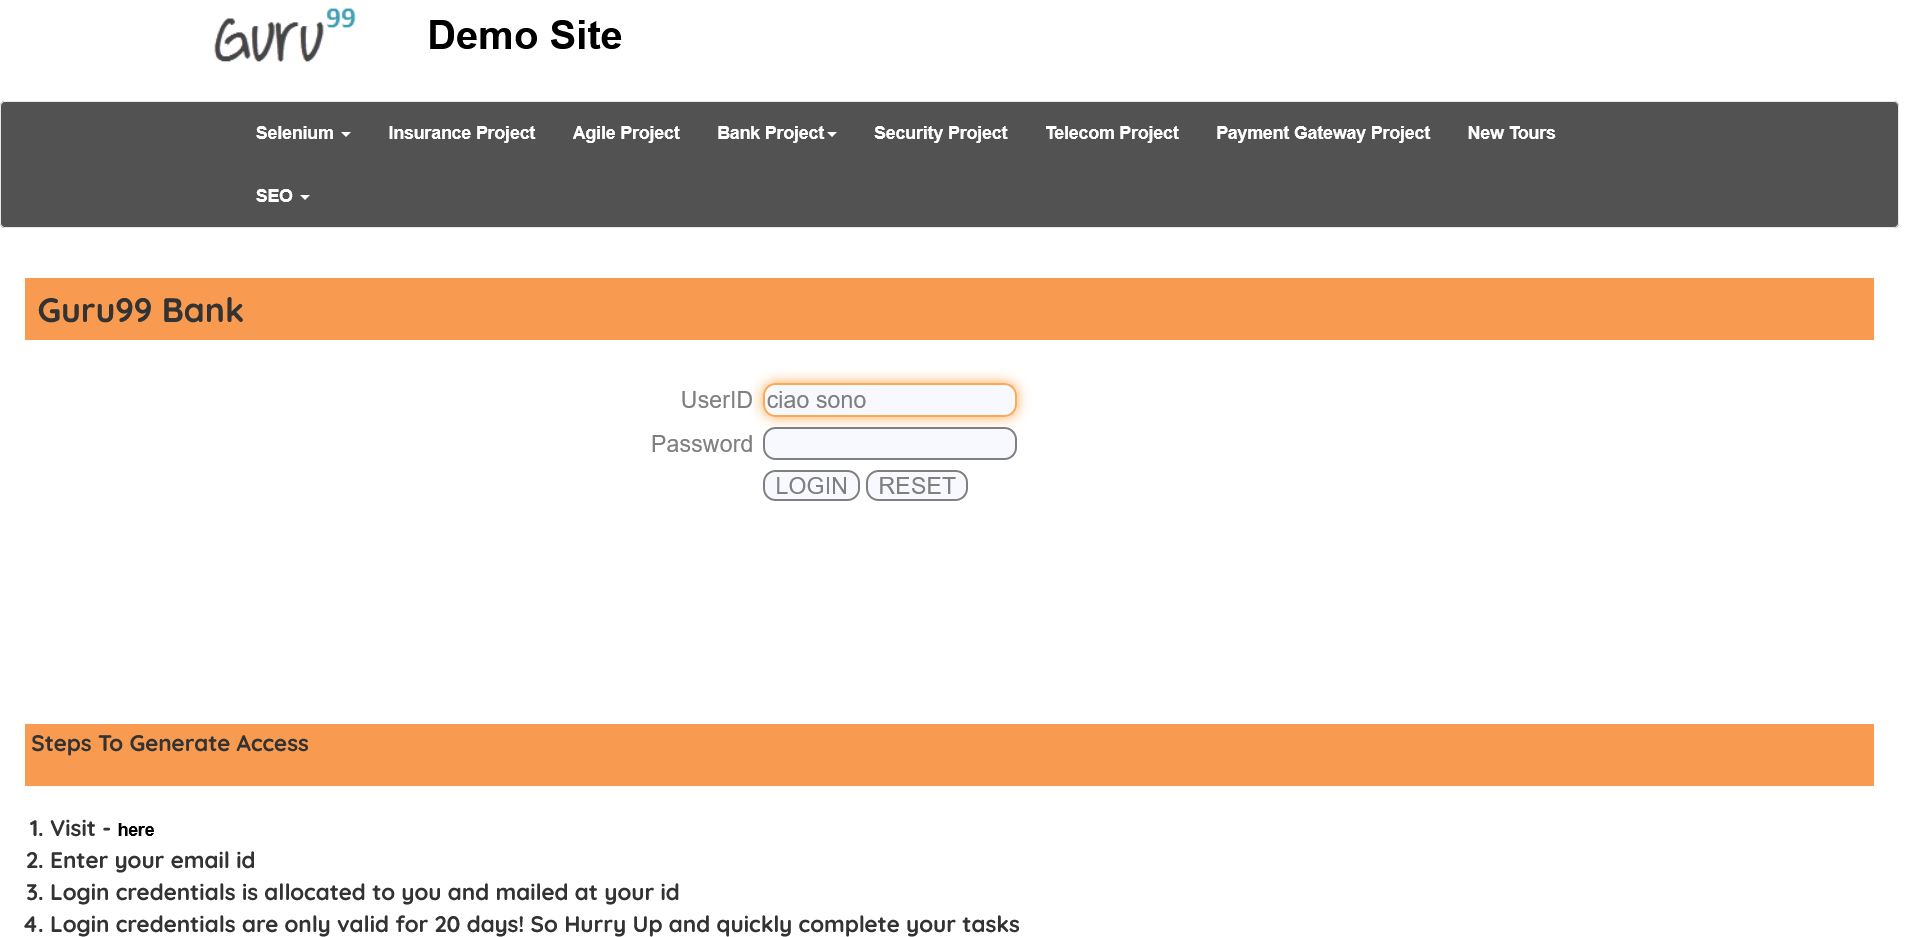 Guru99 Demo Site
Selenium Insurance Project Agile Project Bank Project Security Project Telecom Project Payment Gateway Project New Tours
SEO
Guru99 Bank
UserID ciao sono
Password
LOGIN RESET
Steps To Generate Access
1. Visit - here
2. Enter your email id
3. Login credentials is allocated to you and mailed at your id
4. Login credentials are only valid for 20 days! So Hurry Up and quickly complete your tasks